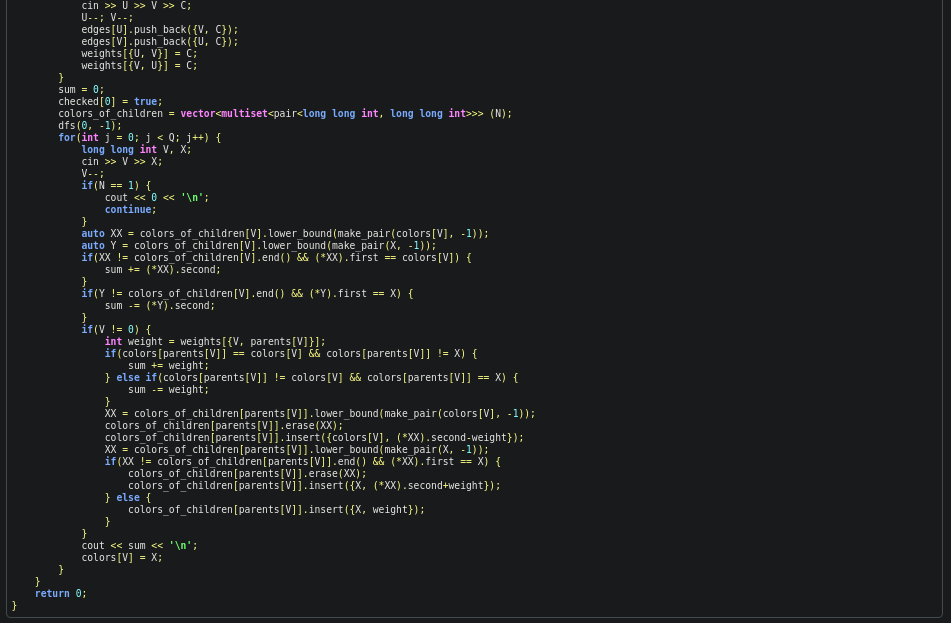 cin >> U >> V >> C;
U--; V--;
edges[U].push_back({V, C});
edges[V].push_back({U, C});
weights[{U, V}] = C;
weights[{V, U}] = C;
}
sum = 0;
checked[0] = true;
colors_of_children = vector<multiset<pair<long long int, long long int>>> (N);
dfs(0, -1);
for(int j = 0; j < Q; j++) {
long long int V, X;
cin >> V >> X;
V--;
if(N == 1) {
cout << 0 << '\n';
continue;
}
auto XX = colors_of_children[V].lower_bound(make_pair(colors[V], -1));
auto Y = colors_of_children[V].lower_bound(make_pair(X, -1));
if(XX != colors_of_children[V].end() && (*XX).first == colors[V]) {
sum += (*XX).second;
}
if(Y != colors_of_children[V].end() && (*Y).first == X) {
sum -= (*Y).second;
}
if(V != 0) {
int weight = weights[{V, parents[V]}];
if(colors[parents[V]] == colors[V] && colors[parents[V]] != X) {
sum += weight;
} else if(colors[parents[V]] != colors[V] && colors[parents[V]] == X) {
sum -= weight;
}
XX = colors_of_children[parents[V]].lower_bound(make_pair(colors[V], -1));
colors_of_children[parents[V]].erase(XX);
colors_of_children[parents[V]].insert({colors[V], (*XX).second-weight});
XX = colors_of_children[parents[V]].lower_bound(make_pair(X, -1));
if(XX != colors_of_children[parents[V]].end() && (*XX).first == X) {
colors_of_children[parents[V]].erase(XX);
colors_of_children[parents[V]].insert({X, (*XX).second+weight});
} else {
colors_of_children[parents[V]].insert({X, weight});
}
}
cout << sum << '\n';
colors[V] = X;
}
}
return 0;
}